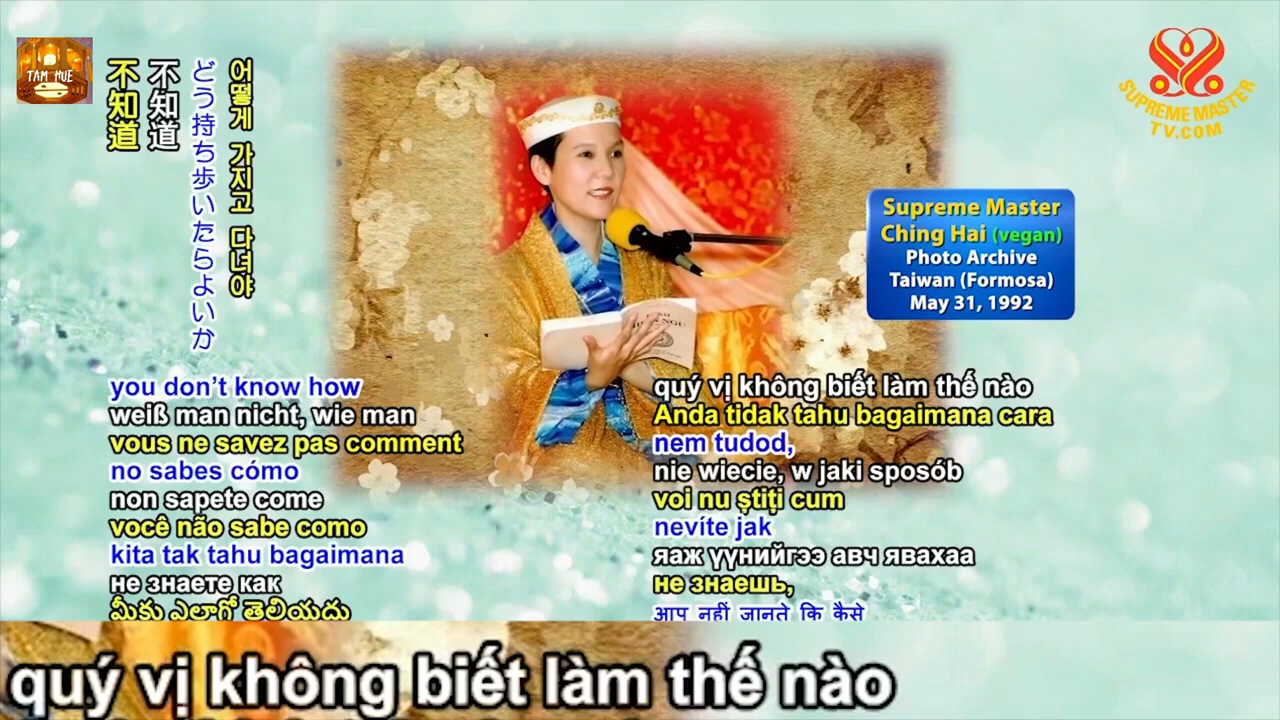 TAM HUE
不知道
不知道
どう持ち歩いたらよいか
어떻게 가지고 다녀야
SUPREME MASTER
TV.COM
Supreme Master
Ching Hai (vegan)
Photo Archive
Taiwan (Formosa)
May 31, 1992
you don't know how
weiß man nicht, wie man
vous ne savez pas comment
no sabes cómo
non sapete come
você não sabe como
kita tak tahu bagaimana
не знаете как
మీకు ఎలాగో తెలియదు
quý vị không biết làm thế nào
Anda tidak tahu bagaimana cara
nem tudod,
nie wiecie, w jaki sposób
voi nu știți cum
nevíte jak
яаж үүнийгээ авч явахаа
не знаешь,
आप नहीं जानते कि कैसे
quý vị không biết làm thế nào